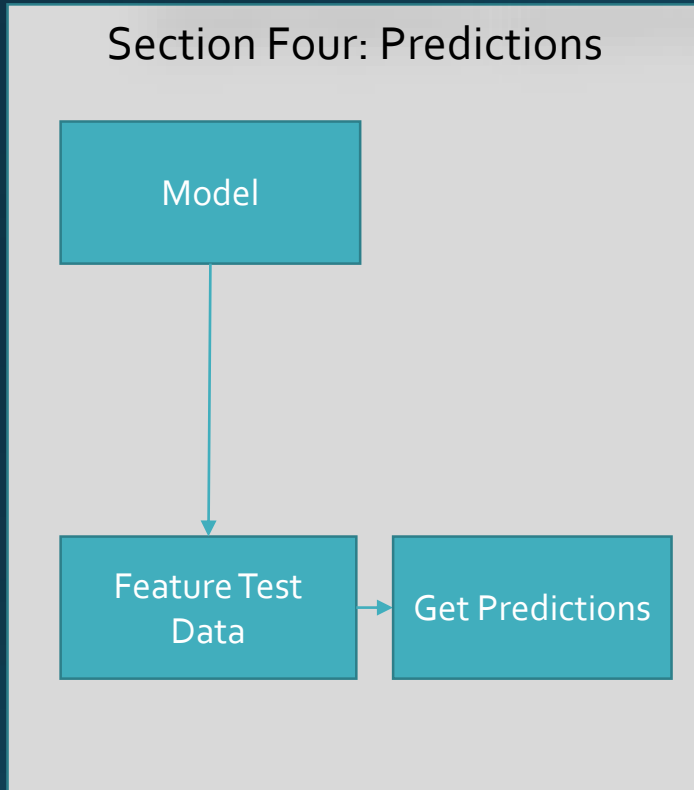 Section Four: Predictions
Model
Feature Test
Data
Get Predictions